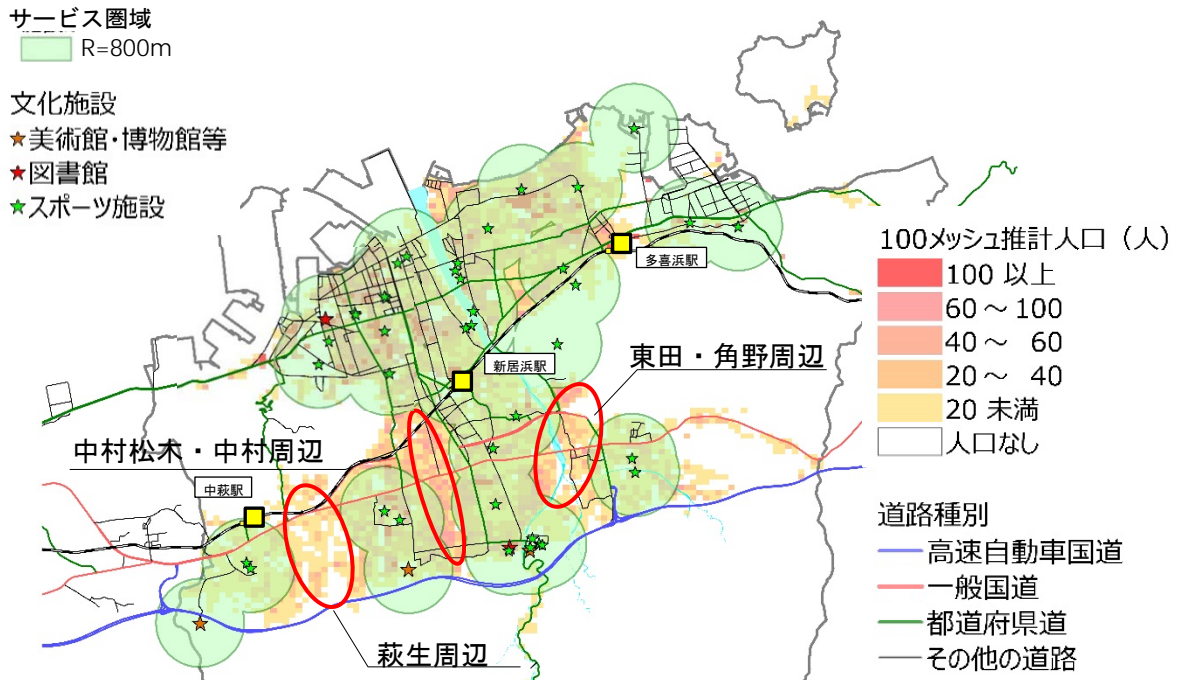 サービス圏域
R=800m
文化施設
美術館・博物館等
図書館
スポーツ施設
多喜浜駅
新居浜駅
東田・角野周辺
中村松木・中村周辺
中萩駅
萩生周辺
100メッシュ推計人口（人）
100 以上
60 ～ 100
40 ～ 60
20 ～ 40
20 未満
人口なし
道路種別
高速自動車国道
一般国道
都道府県道
その他の道路